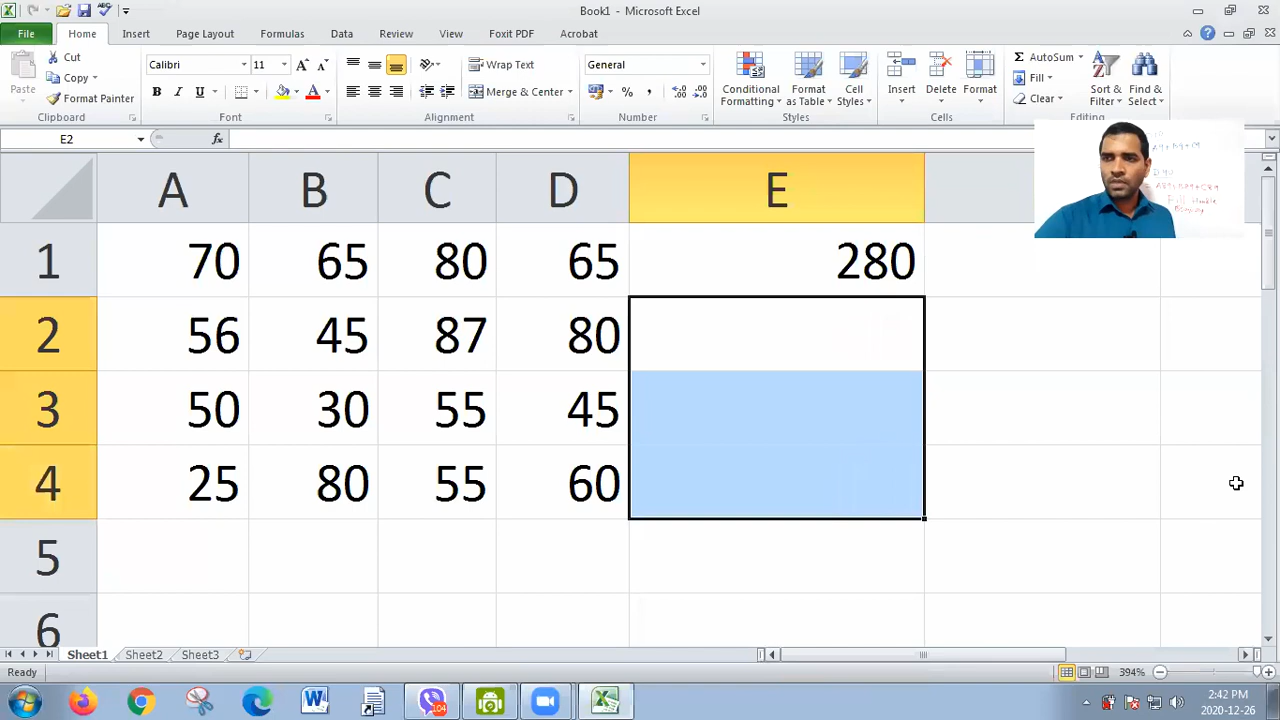 Book1 - Microsoft Excel
File Home Insert Page Layout Formulas Data Review View Foxit PDF Acrobat
Paste
Cut
Copy
Format Painter
Clipboard
Calibri 11
B I U
Font
Wrap Text
Merge & Center
Alignment
General
%
Number
Conditional Formatting
Format as Table
Cell Styles
Styles
Insert Delete Format
Cells
AutoSum
Fill
Clear
Sort & Filter
Find & Select
Editing
E2 fx
A B C D E
1 70 65 80 65 280
2 56 45 87 80
3 50 30 55 45
4 25 80 55 60
5
6
Sheet1 Sheet2 Sheet3
Ready 394%
104
2:42 PM
2020-12-26